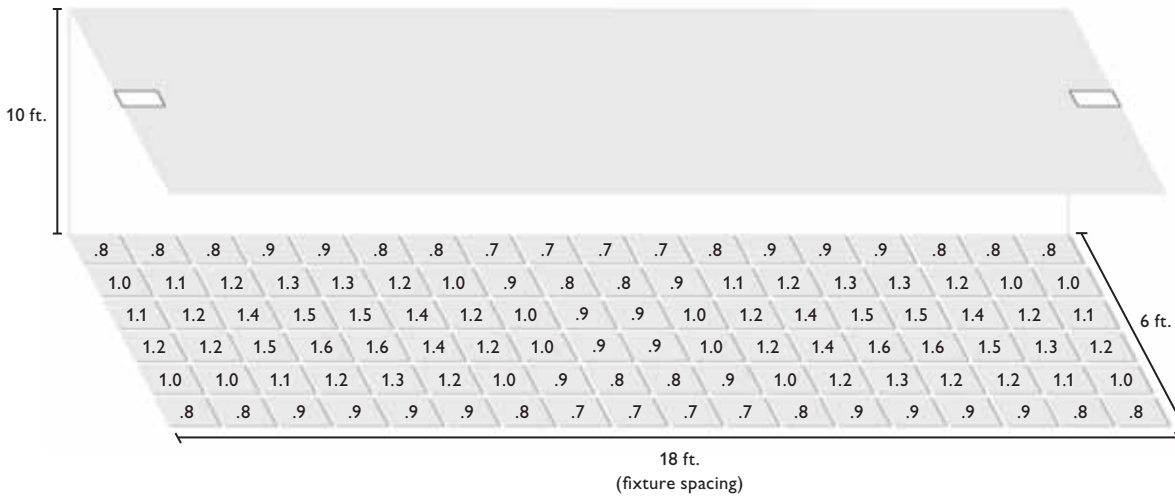 10 ft.
.8 .8 .8 .9 .9 .8 .8 .7 .7 .7 .7 .8 .9 .9 .9 .8 .8 .8
1.0 1.1 1.2 1.3 1.3 1.2 1.0 .9 .8 .8 .9 1.1 1.2 1.3 1.3 1.2 1.0 1.0
1.1 1.2 1.4 1.5 1.5 1.4 1.2 1.0 .9 .9 1.0 1.2 1.4 1.5 1.5 1.4 1.2 1.1
6 ft.
1.2 1.2 1.5 1.6 1.6 1.4 1.2 1.0 .9 .9 1.0 1.2 1.4 1.6 1.6 1.5 1.3 1.2
1.0 1.0 1.1 1.2 1.3 1.2 1.0 .9 .8 .8 .9 1.0 1.2 1.3 1.2 1.2 1.1 1.0
.8 .8 .9 .9 .9 .9 .8 .7 .7 .7 .7 .8 .9 .9 .9 .9 .8 .8
18 ft.
(fixture spacing)